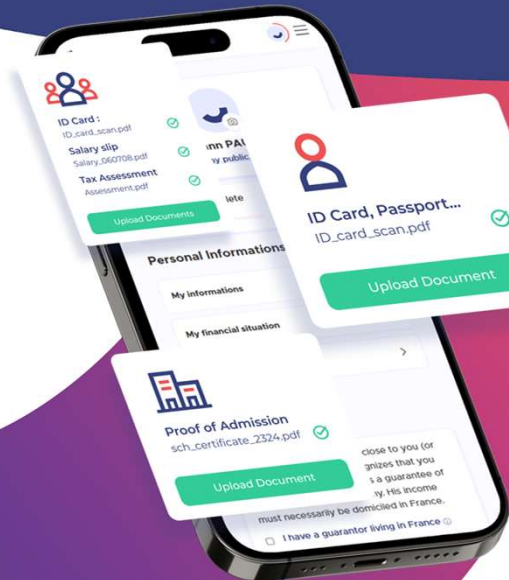 ID Card :
ID_card_scan.pdf
Salary slip
Salary_060708.pdf
Tax Assessment
Assessment.pdf
Upload Documents
ID Card, Passport...
ID_card_scan.pdf
Upload Document
Personal Informations
My informations
My financial situation
Proof of Admission
sch_certificate_2324.pdf
Upload Document
close to you (or
that you
s a guarantee of
His income
must necessarily be domiciled in France.
I have a guarantor living in France